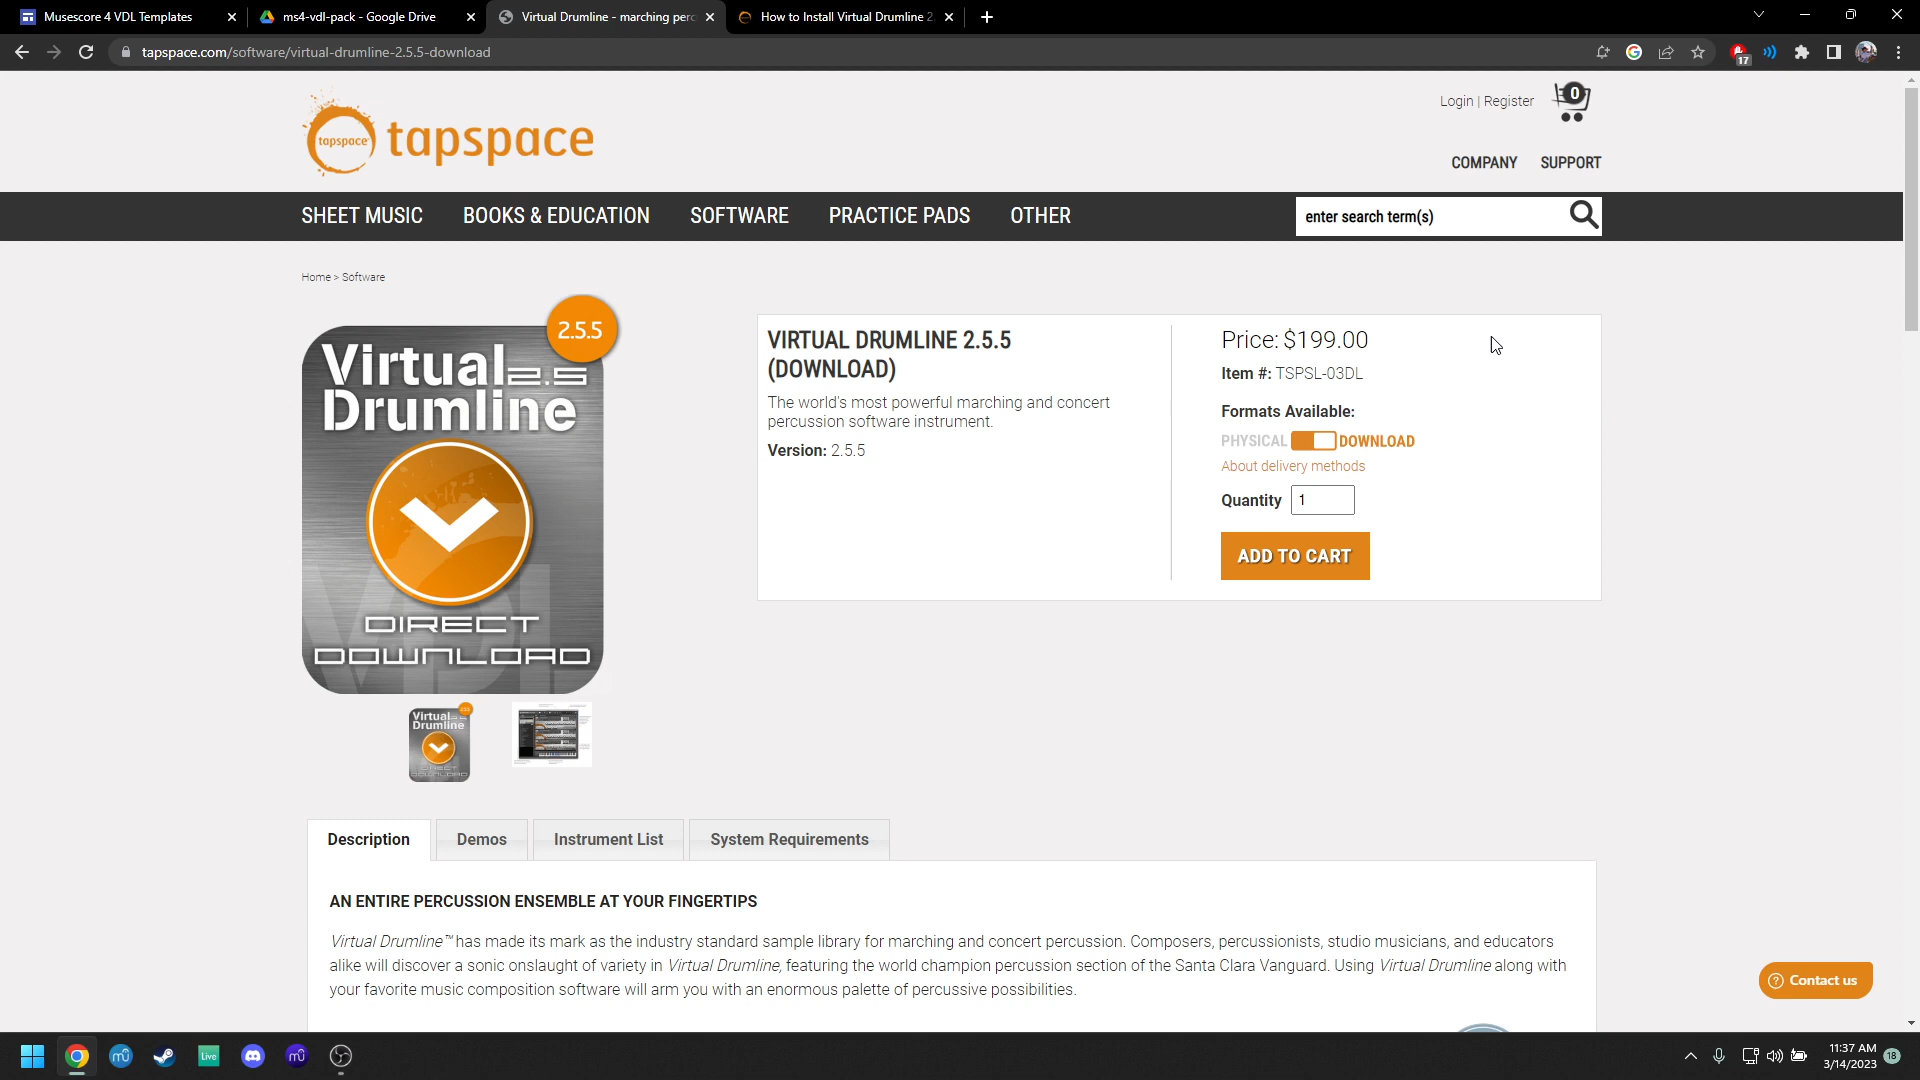 Musescore 4 VDL Templates
ms4-vdl-pack - Google Drive
Virtual Drumline - marching perc
How to Install Virtual Drumline 2.
tapspace.com/software/virtual-drumline-2.5.5-download
17
tapspace
tapspace
Login | Register
0
COMPANY SUPPORT
SHEET MUSIC BOOKS & EDUCATION SOFTWARE PRACTICE PADS OTHER
enter search term(s)
Home > Software
2.5.5
Virtual 2.5
Drumline
DIRECT
DOWNLOAD
VIRTUAL DRUMLINE 2.5.5
(DOWNLOAD)
The world's most powerful marching and concert
percussion software instrument.
Version: 2.5.5
Price: $199.00
Item #: TSPSL-03DL
Formats Available:
PHYSICAL DOWNLOAD
About delivery methods
Quantity 1
ADD TO CART
Virtual
Drumline
Description Demos Instrument List System Requirements
AN ENTIRE PERCUSSION ENSEMBLE AT YOUR FINGERTIPS
Virtual Drumline™ has made its mark as the industry standard sample library for marching and concert percussion. Composers, percussionists, studio musicians, and educators
alike will discover a sonic onslaught of variety in Virtual Drumline, featuring the world champion percussion section of the Santa Clara Vanguard. Using Virtual Drumline along with
your favorite music composition software will arm you with an enormous palette of percussive possibilities.
Contact us
Live
11:37 AM
3/14/2023
18